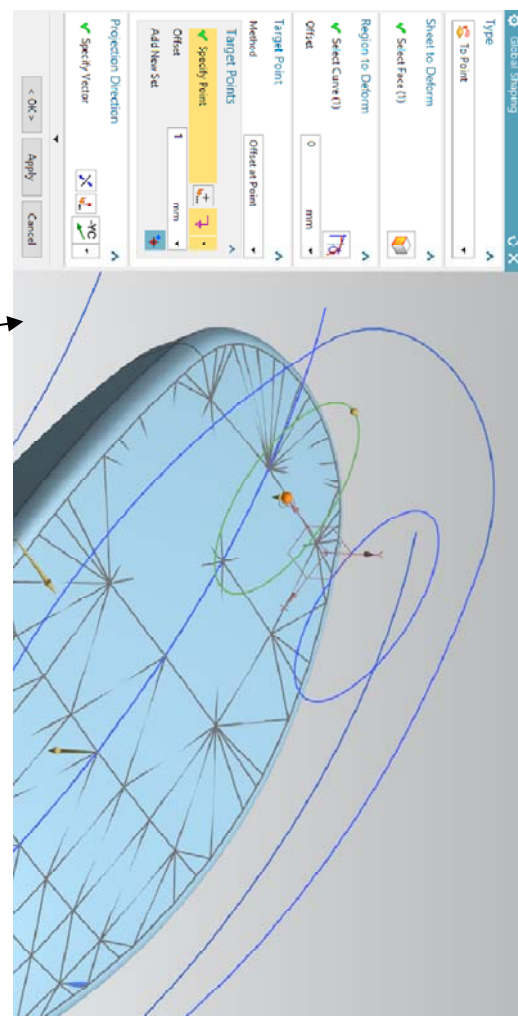 Global Shaping
Type
To Point
Sheet to Deform
Select Face (1)
Region to Deform
Select Curve (1)
Offset 0 mm
Target Point
Method Offset at Point
Target Points
Specify Point
Offset 1 mm
Add New Set
Projection Direction
Specify Vector -YC
< OK > Apply Cancel